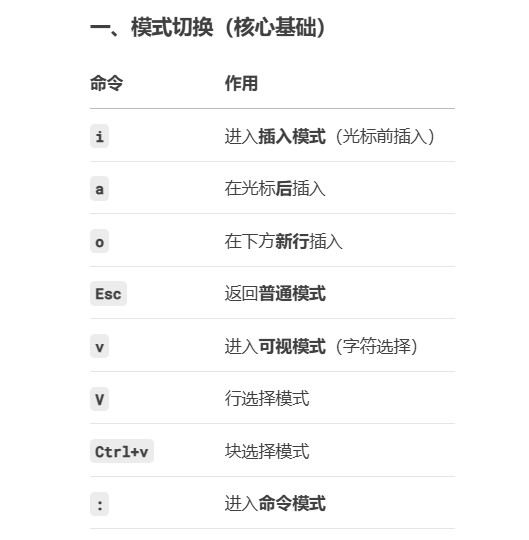 一、模式切换（核心基础）
命令 作用
i 进入插入模式（光标前插入）
a 在光标后插入
o 在下方新行插入
Esc 返回普通模式
v 进入可视模式（字符选择）
V 行选择模式
Ctrl+v 块选择模式
: 进入命令模式